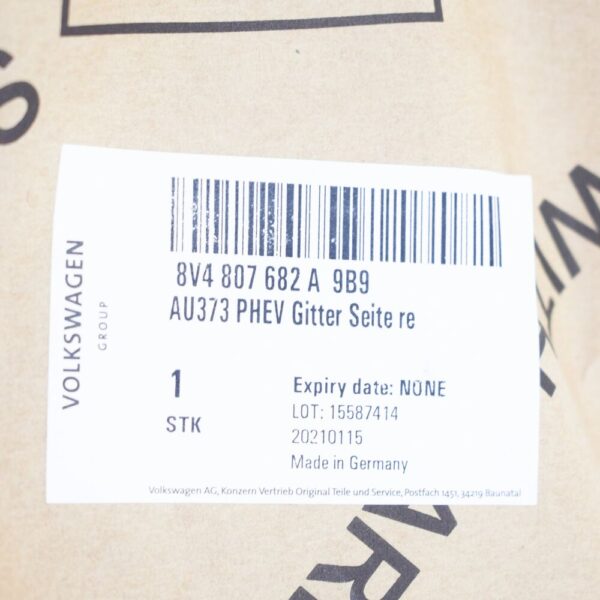 VOLKSWAGEN
GROUP
8V4 807 682 A 9B9
AU373 PHEV Gitter Seite re
1
STK
Expiry date: NONE
LOT: 15587414
20210115
Made in Germany
Volkswagen AG, Konzern Vertrieb Original Teile und Service, Postfach 1451, 34219 Baunatal